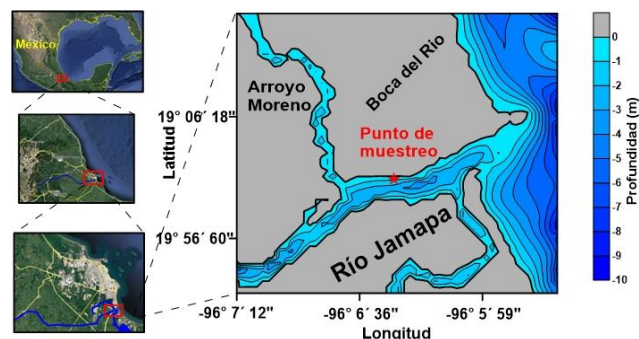 México
Arroyo
Moreno
Boca del Río
Punto de
muestreo
Río Jamapa
19° 06' 18"
19° 56' 60"
Latitud
-96° 7' 12"
-96° 6' 36"
-96° 5' 59"
Longitud
0
-1
-2
-3
-4
-5
-6
-7
-8
-9
-10
Profundidad (m)